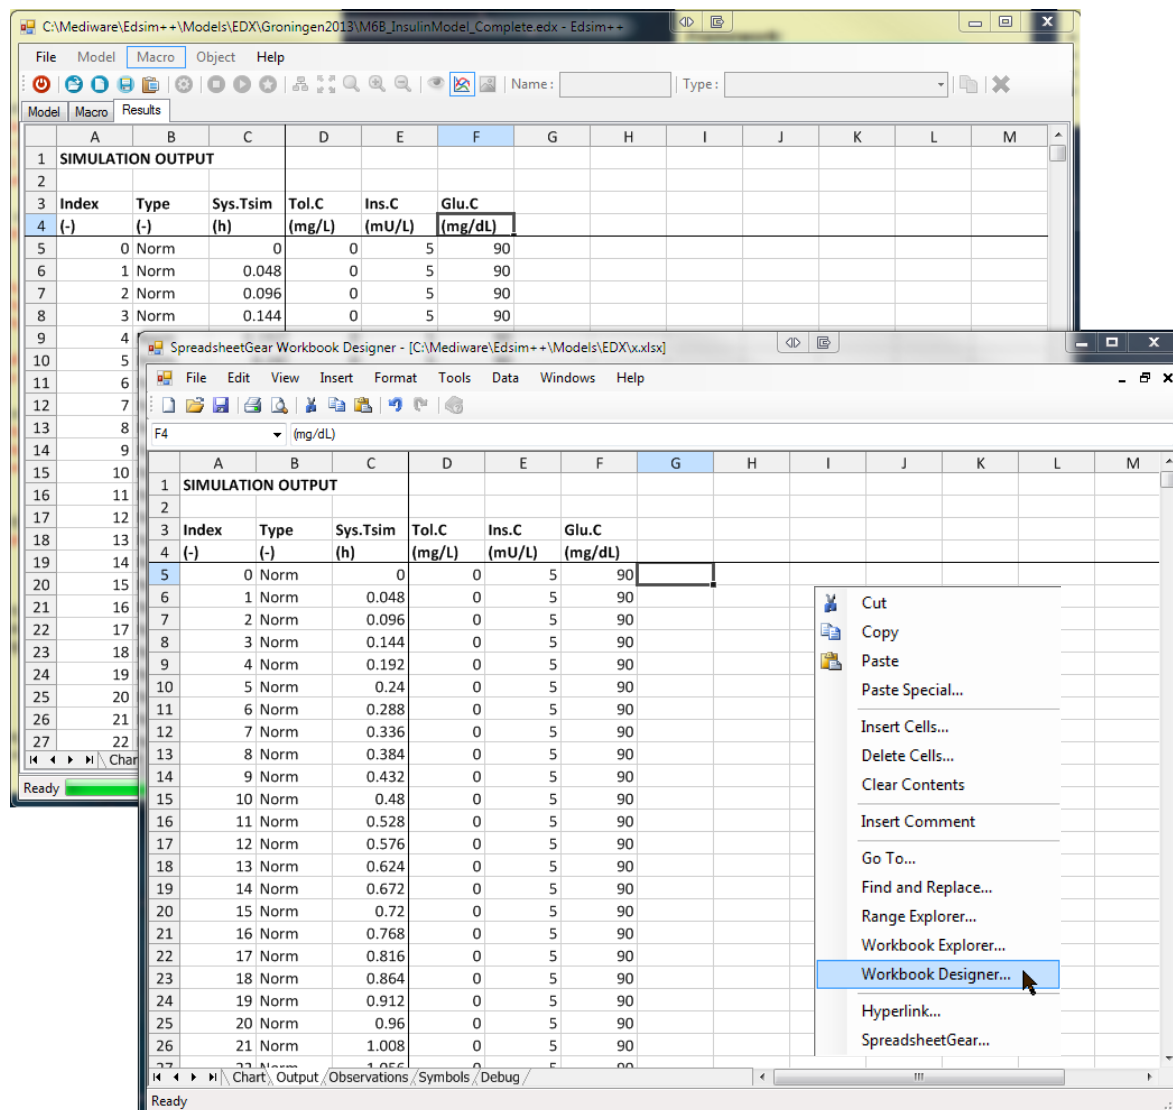 C:\Mediware\Edsim++\Models\EDX\Groningen2013\M6B_InsulinModel_Complete.edx - Edsim++
File Model Macro Object Help
Name: Type:
Model Macro Results
A B C D E F G H I J K L M
1 SIMULATION OUTPUT
2
3 Index Type Sys.Tsim Tol.C Ins.C Glu.C
4 (-) (-) (h) (mg/L) (mU/L) (mg/dL)
5 0 Norm 0 0 5 90
6 1 Norm 0.048 0 5 90
7 2 Norm 0.096 0 5 90
8 3 Norm 0.144 0 5 90
9 4
10 5
11 6
12 7
13 8
14 9
15 10
16 11
17 12
18 13
19 14
20 15
21 16
22 17
23 18
24 19
25 20
26 21
27 22
Char
Ready
SpreadsheetGear Workbook Designer - [C:\Mediware\Edsim++\Models\EDX\x.xlsx]
File Edit View Insert Format Tools Data Windows Help
F4 (mg/dL)
A B C D E F G H I J K L M
1 SIMULATION OUTPUT
2
3 Index Type Sys.Tsim Tol.C Ins.C Glu.C
4 (-) (-) (h) (mg/L) (mU/L) (mg/dL)
5 0 Norm 0 0 5 90
6 1 Norm 0.048 0 5 90
7 2 Norm 0.096 0 5 90
8 3 Norm 0.144 0 5 90
9 4 Norm 0.192 0 5 90
10 5 Norm 0.24 0 5 90
11 6 Norm 0.288 0 5 90
12 7 Norm 0.336 0 5 90
13 8 Norm 0.384 0 5 90
14 9 Norm 0.432 0 5 90
15 10 Norm 0.48 0 5 90
16 11 Norm 0.528 0 5 90
17 12 Norm 0.576 0 5 90
18 13 Norm 0.624 0 5 90
19 14 Norm 0.672 0 5 90
20 15 Norm 0.72 0 5 90
21 16 Norm 0.768 0 5 90
22 17 Norm 0.816 0 5 90
23 18 Norm 0.864 0 5 90
24 19 Norm 0.912 0 5 90
25 20 Norm 0.96 0 5 90
26 21 Norm 1.008 0 5 90
27 22 Norm 1.056 0 5 90
Chart Output Observations Symbols Debug
Ready
Cut
Copy
Paste
Paste Special...
Insert Cells...
Delete Cells...
Clear Contents
Insert Comment
Go To...
Find and Replace...
Range Explorer...
Workbook Explorer...
Workbook Designer...
Hyperlink...
SpreadsheetGear...